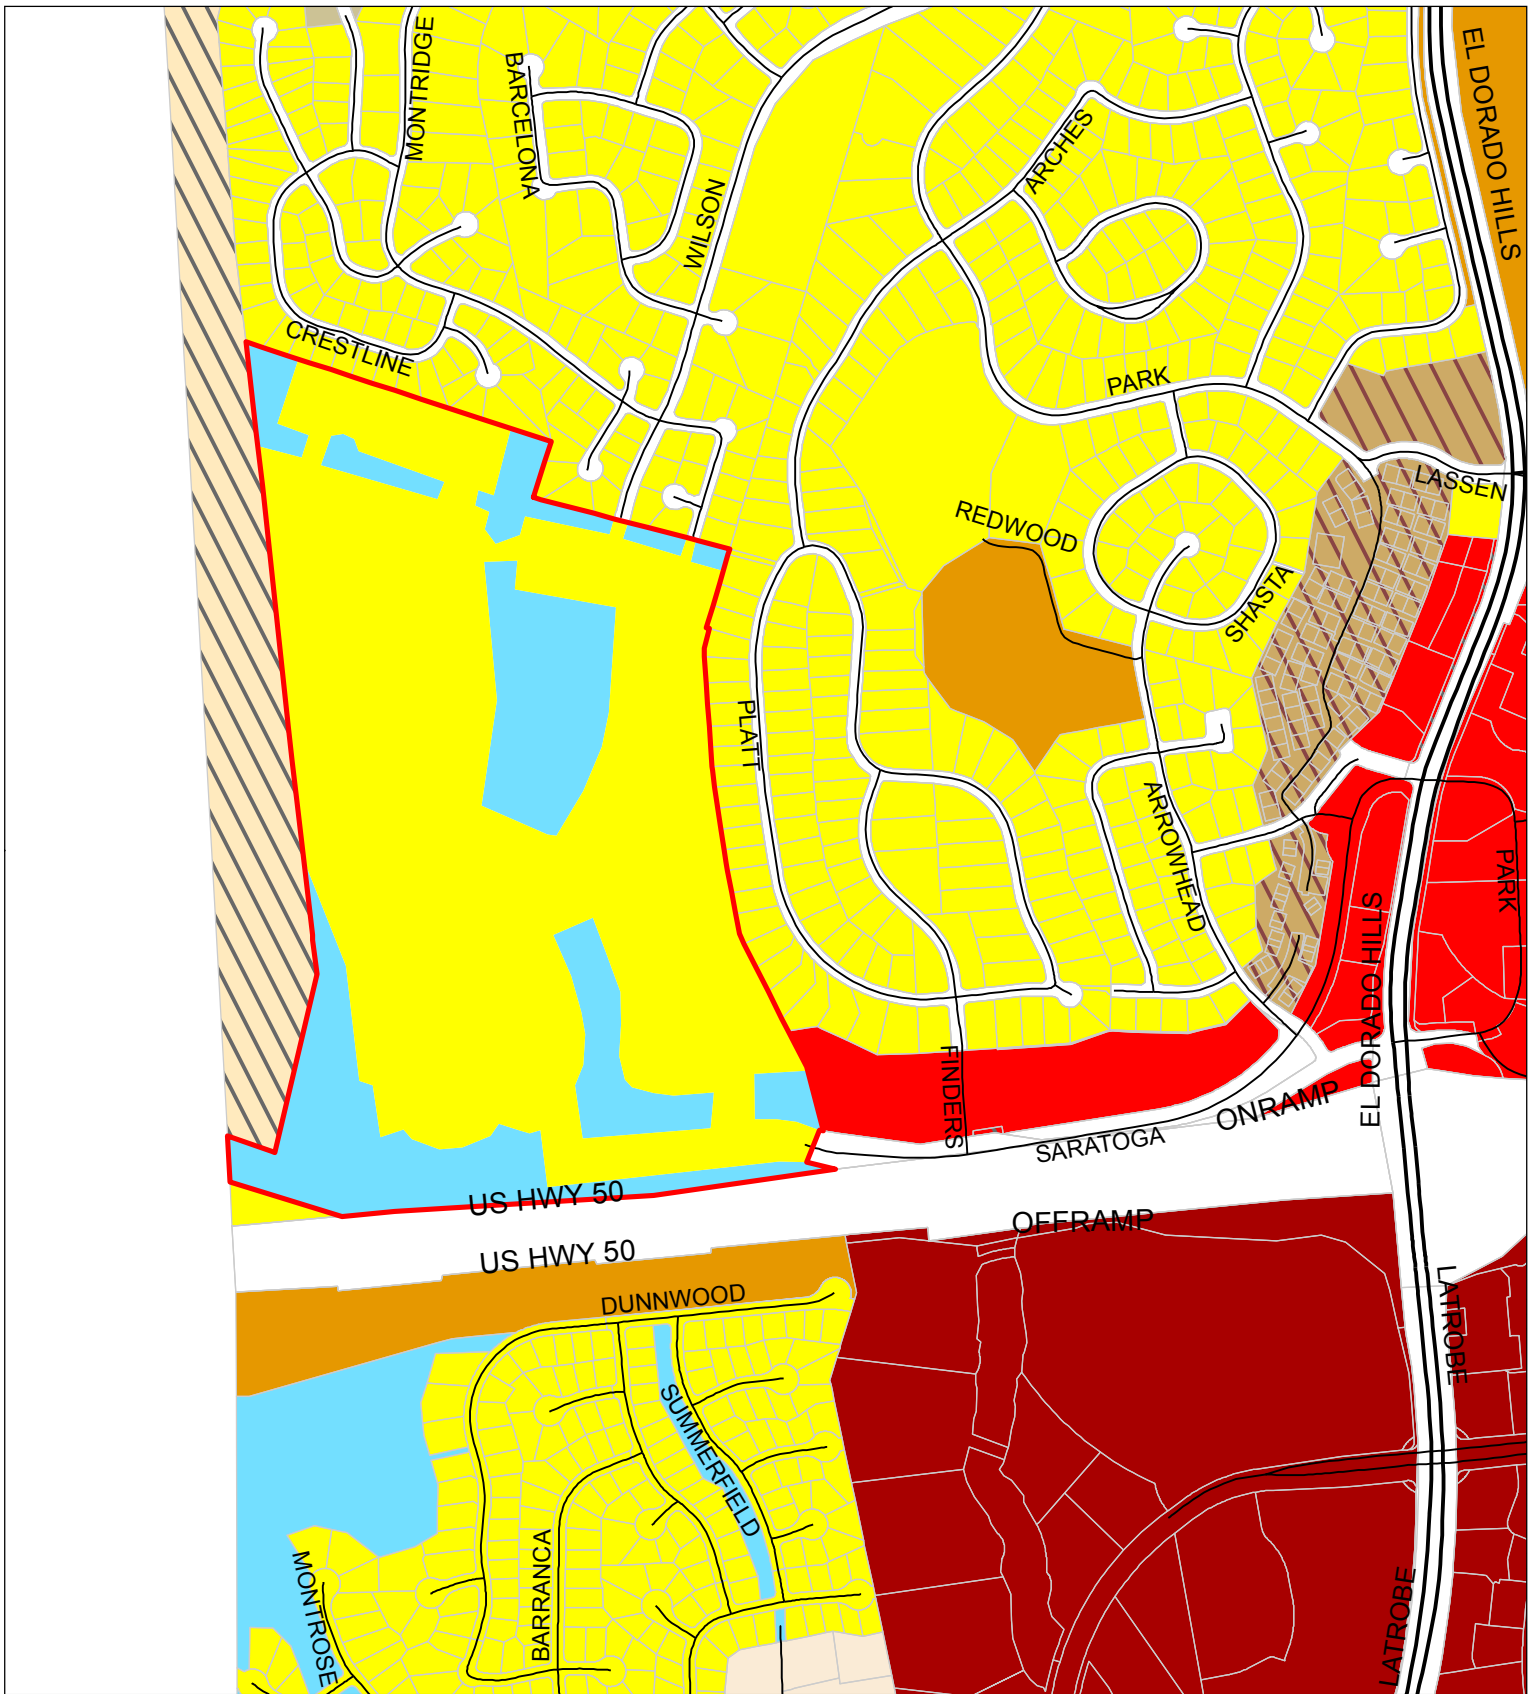 MONTRIDGE
BARCELONA
EL DORADO HILLS
ARCHES
WILSON
CRESTLINE
PARK
LASSEN
REDWOOD
SHASTA
PLATT
ARROWHEAD
PARK
EL DORADO HILLS
FINDERS
ONRAMP
SARATOGA
US HWY 50
OFFRAMP
US HWY 50
DUNNWOOD
LATROBE
SUMMERFIELD
BARRANCA
MONTROSE
LATROBE